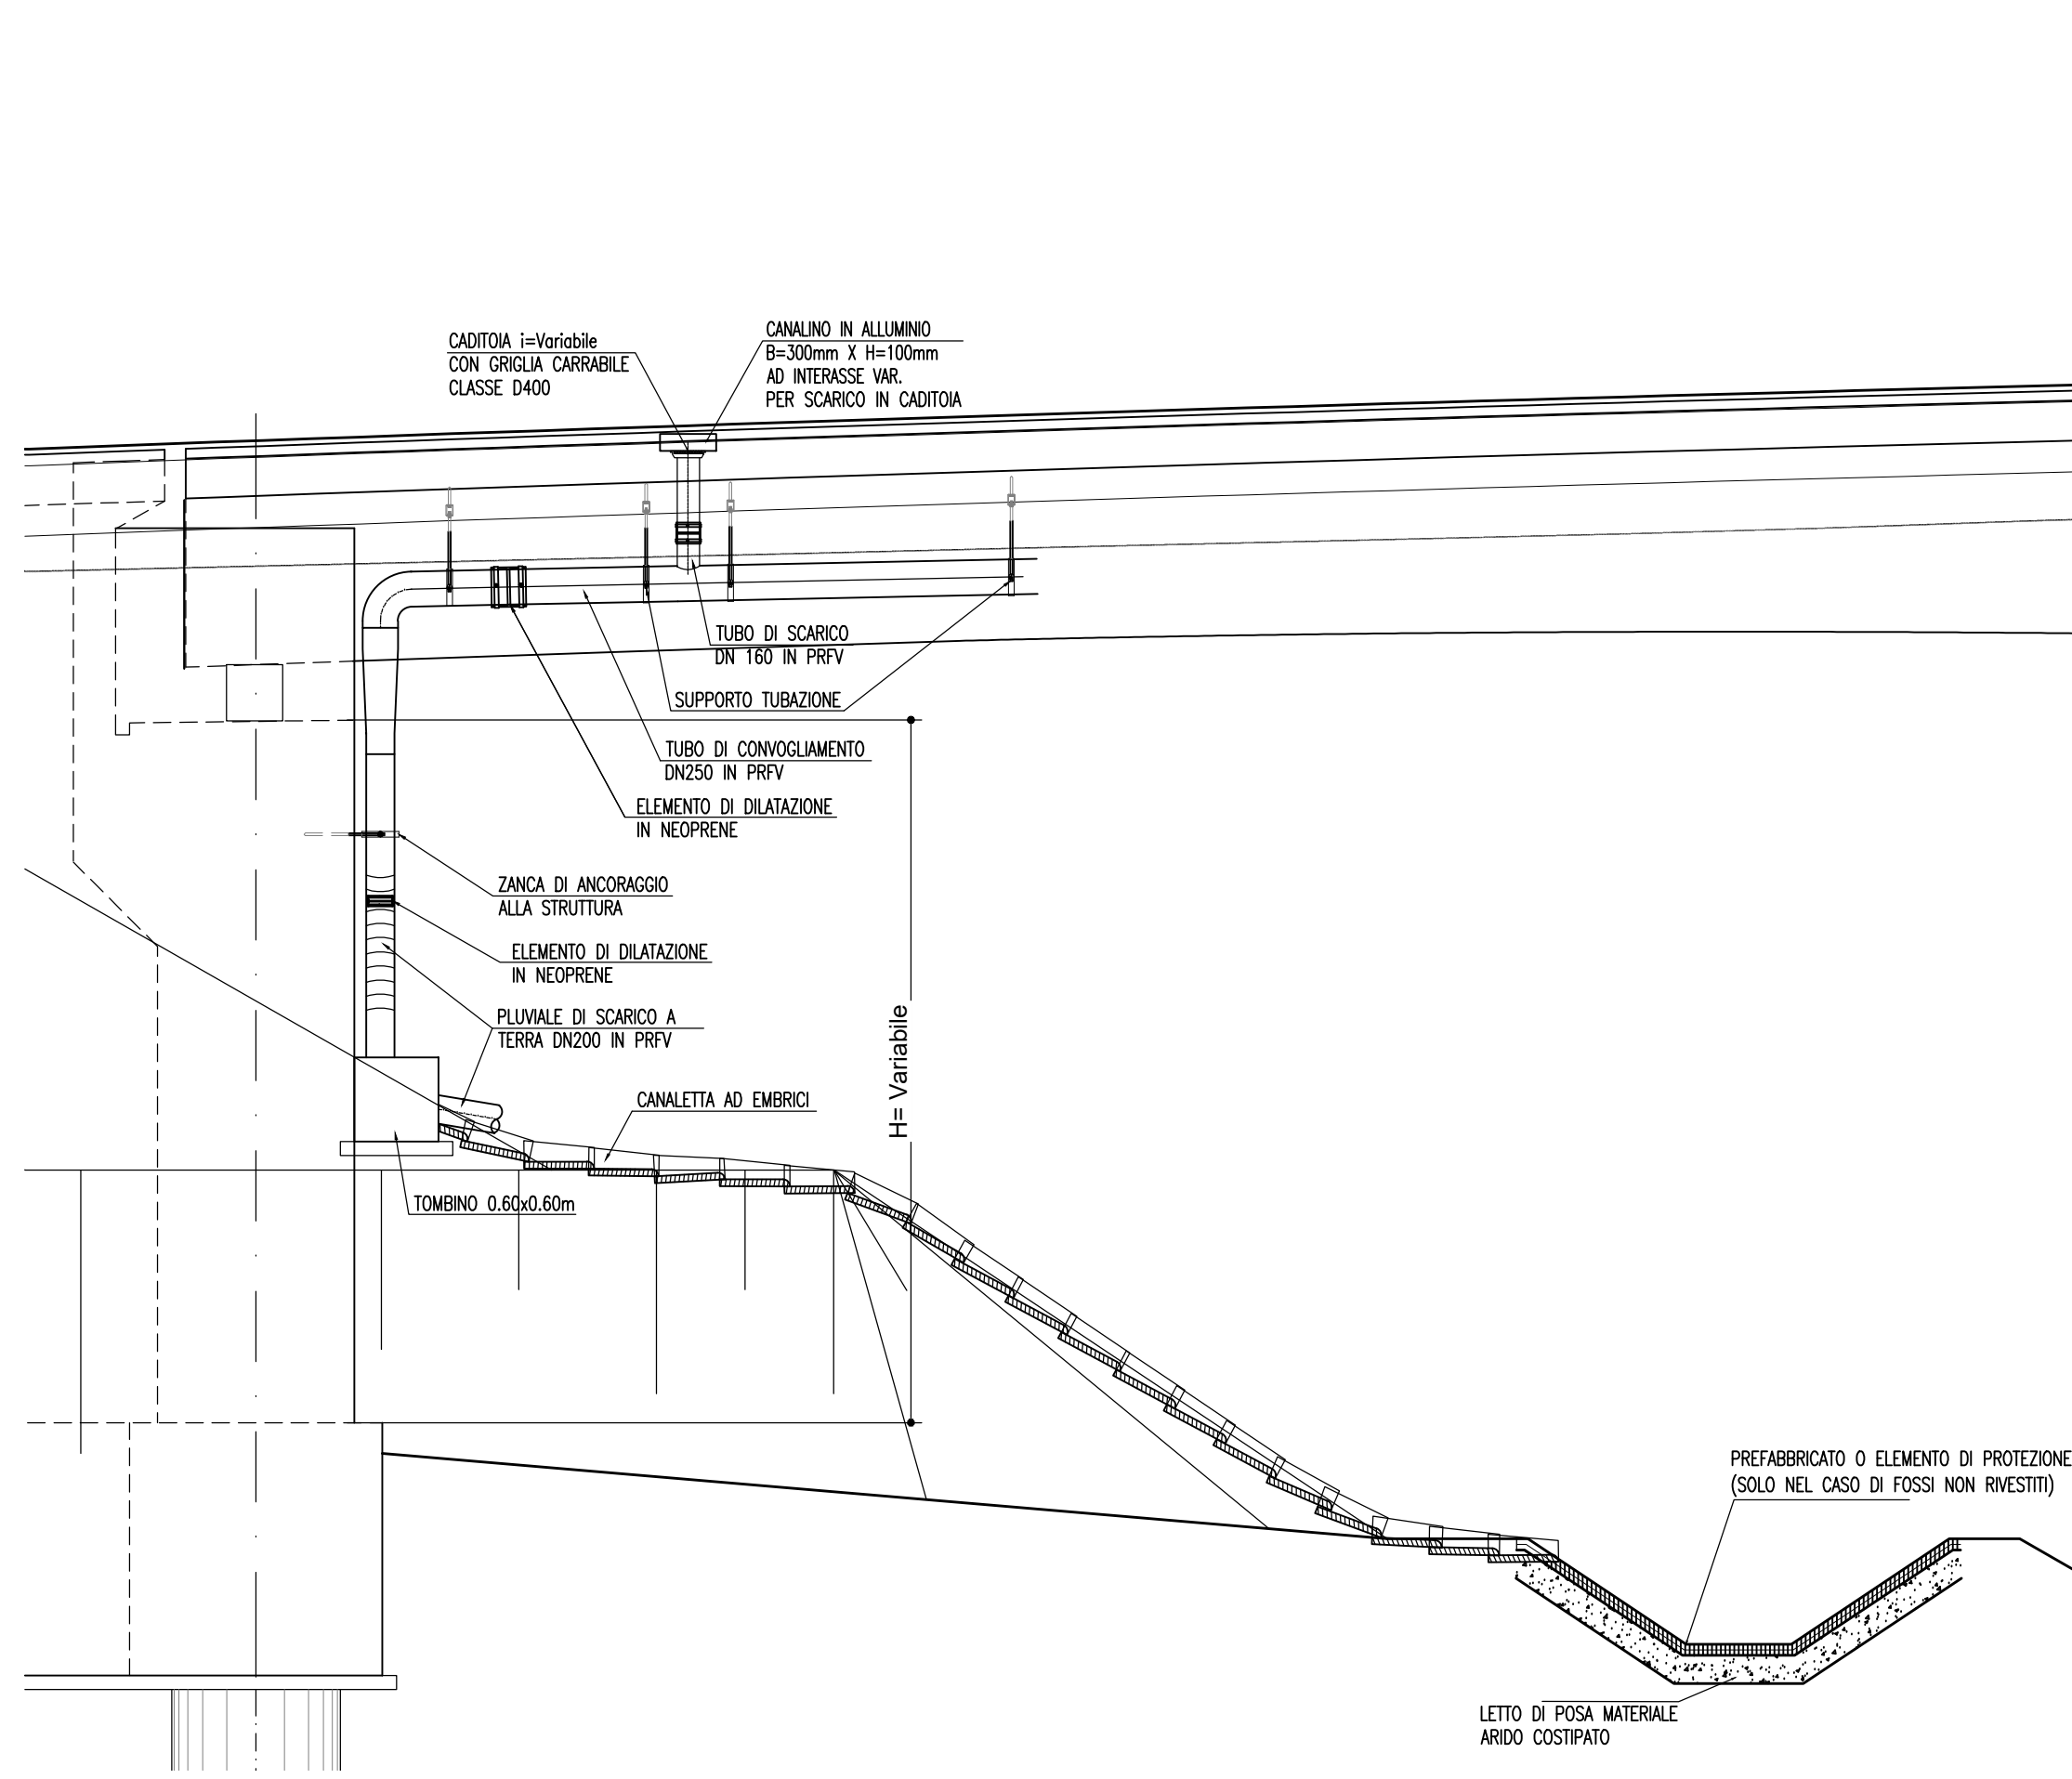 CADITOIA i=Variabile
CON GRIGLIA CARRABILE
CLASSE D400
CANALINO IN ALLUMINIO
B=300mm X H=100mm
AD INTERASSE VAR.
PER SCARICO IN CADITOIA
TUBO DI SCARICO
DN 160 IN PRFV
SUPPORTO TUBAZIONE
TUBO DI CONVOGLIAMENTO
DN250 IN PRFV
ELEMENTO DI DILATAZIONE
IN NEOPRENE
ZANCA DI ANCORAGGIO
ALLA STRUTTURA
ELEMENTO DI DILATAZIONE
IN NEOPRENE
PLUVIALE DI SCARICO A
TERRA DN200 IN PRFV
H= Variabile
CANALETTA AD EMBRICI
TOMBINO 0.60x0.60m
PREFABBRICATO O ELEMENTO DI PROTEZIONE
(SOLO NEL CASO DI FOSSI NON RIVESTITI)
LETTO DI POSA MATERIALE
ARIDO COSTIPATO